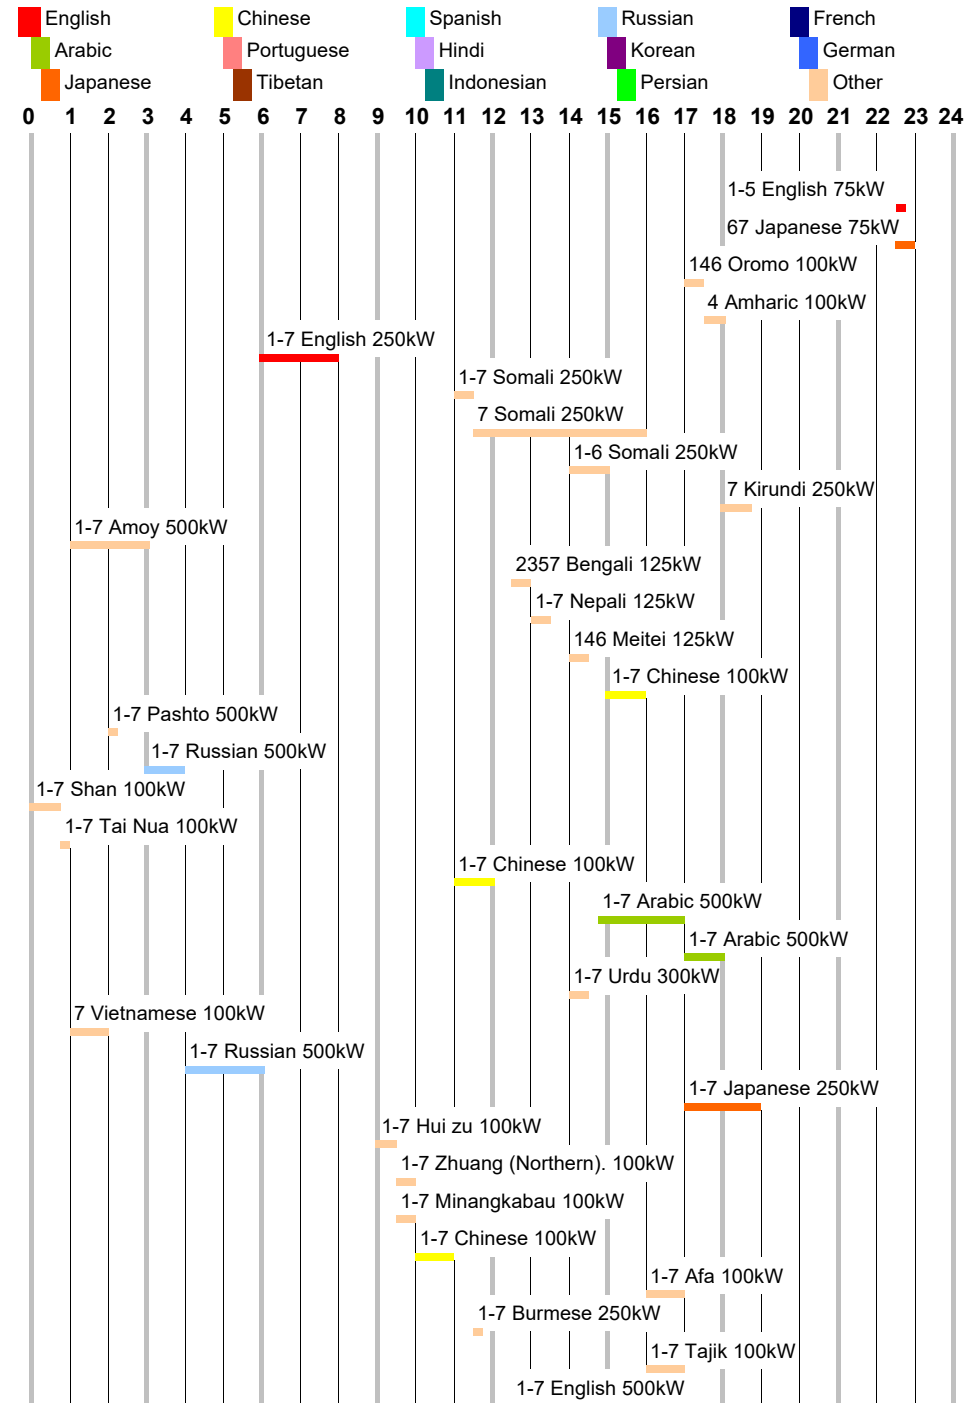 English Chinese Spanish Russian French
Arabic Portuguese Hindi Korean German
Japanese Tibetan Indonesian Persian Other
0 1 2 3 4 5 6 7 8 9 10 11 12 13 14 15 16 17 18 19 20 21 22 23 24
1-5 English 75kW
67 Japanese 75kW
146 Oromo 100kW
4 Amharic 100kW
1-7 English 250kW
1-7 Somali 250kW
7 Somali 250kW
1-6 Somali 250kW
7 Kirundi 250kW
1-7 Amoy 500kW
2357 Bengali 125kW
1-7 Nepali 125kW
146 Meitei 125kW
1-7 Chinese 100kW
1-7 Pashto 500kW
1-7 Russian 500kW
1-7 Shan 100kW
1-7 Tai Nua 100kW
1-7 Chinese 100kW
1-7 Arabic 500kW
1-7 Arabic 500kW
1-7 Urdu 300kW
7 Vietnamese 100kW
1-7 Russian 500kW
1-7 Japanese 250kW
1-7 Hui zu 100kW
1-7 Zhuang (Northern). 100kW
1-7 Minangkabau 100kW
1-7 Chinese 100kW
1-7 Afa 100kW
1-7 Burmese 250kW
1-7 Tajik 100kW
1-7 English 500kW